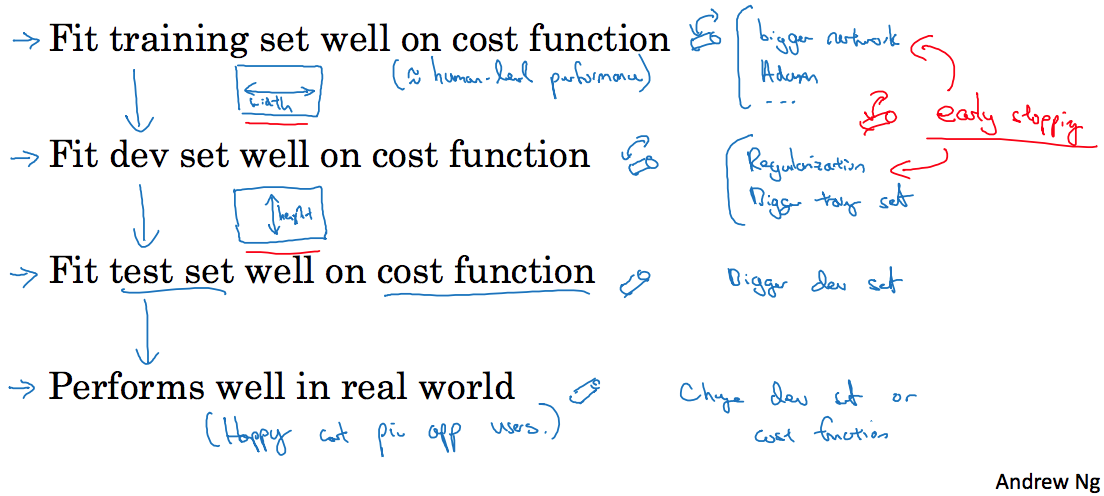 → Fit training set well on cost function
bigger network
(≈ human-level performance)
Adam
...
width
early stopping
→ Fit dev set well on cost function
Regularization
Bigger training set
height
→ Fit test set well on cost function
Bigger dev set
→ Performs well in real world
Change dev set or
cost function
(Happy cat pic app users.)
Andrew Ng